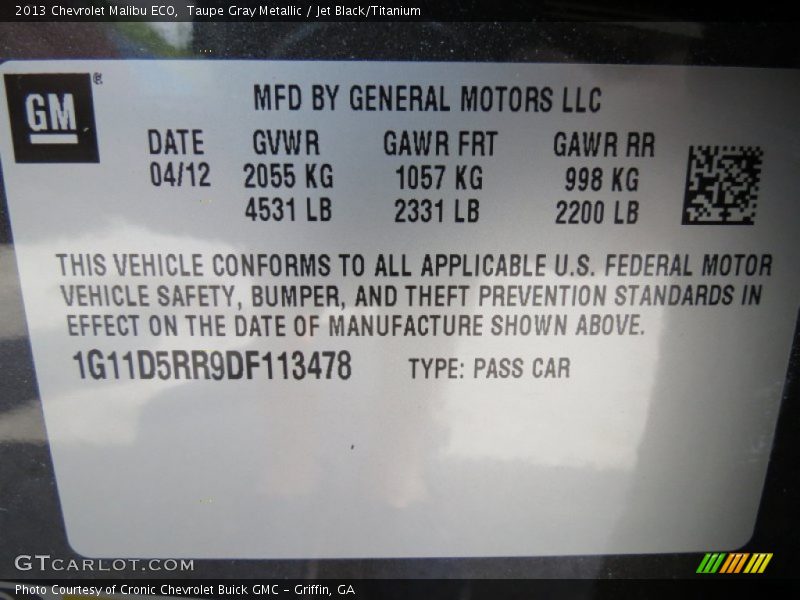 2013 Chevrolet Malibu ECO, Taupe Gray Metallic / Jet Black/Titanium
GM®
MFD BY GENERAL MOTORS LLC
DATE GVWR GAWR FRT GAWR RR
04/12 2055 KG 1057 KG 998 KG
4531 LB 2331 LB 2200 LB
THIS VEHICLE CONFORMS TO ALL APPLICABLE U.S. FEDERAL MOTOR
VEHICLE SAFETY, BUMPER, AND THEFT PREVENTION STANDARDS IN
EFFECT ON THE DATE OF MANUFACTURE SHOWN ABOVE.
1G11D5RR9DF113478 TYPE: PASS CAR
GTCARLOT.COM
Photo Courtesy of Cronic Chevrolet Buick GMC – Griffin, GA